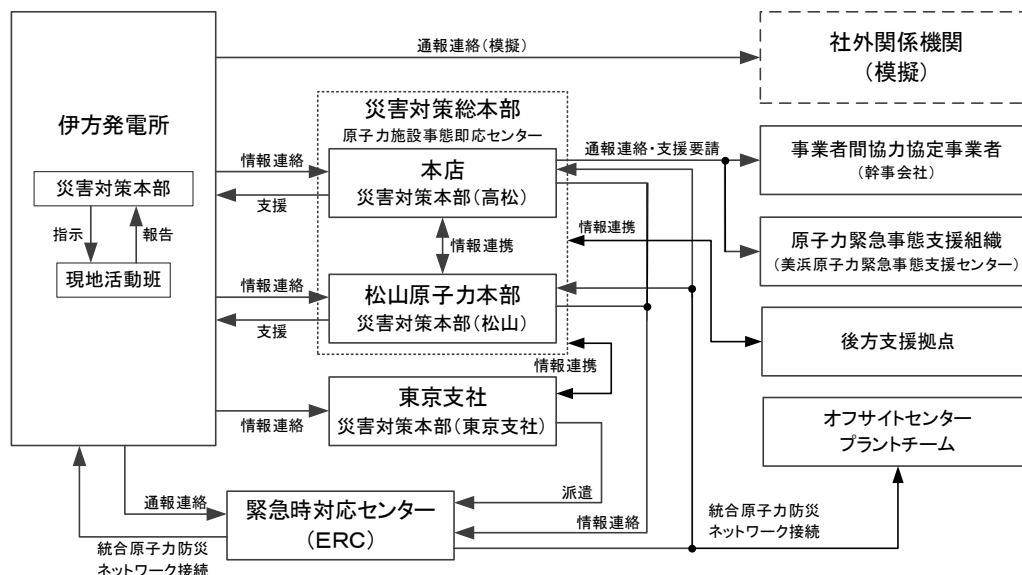 通報連絡(模擬)
社外関係機関
(模擬)
伊方発電所
災害対策総本部
原子力施設事態即応センター
情報連絡
本店
災害対策本部(高松)
通報連絡・支援要請
事業者間協力協定事業者
(幹事会社)
支援
災害対策本部
指示
報告
現地活動班
情報連携
情報連携
原子力緊急事態支援組織
(美浜原子力緊急事態支援センター)
情報連絡
松山原子力本部
災害対策本部(松山)
支援
後方支援拠点
情報連携
東京支社
災害対策本部(東京支社)
情報連絡
オフサイトセンター
プラントチーム
派遣
通報連絡
緊急時対応センター
(ERC)
情報連絡
統合原子力防災
ネットワーク接続
統合原子力防災
ネットワーク接続